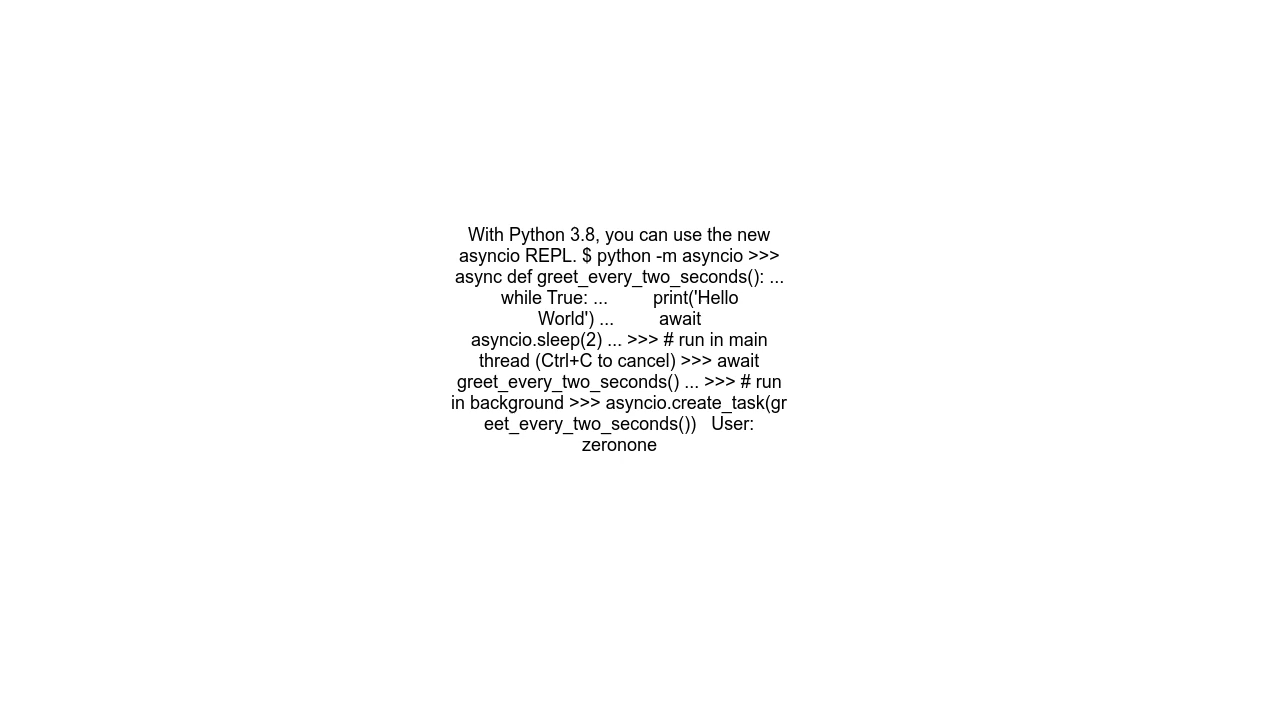 With Python 3.8, you can use the new
asyncio REPL. $ python -m asyncio >>>
async def greet_every_two_seconds(): ...
while True: ...         print('Hello
World') ...         await
asyncio.sleep(2) ... >>> # run in main
thread (Ctrl+C to cancel) >>> await
greet_every_two_seconds() ... >>> # run
in background >>> asyncio.create_task(gr
eet_every_two_seconds())   User:
zeronone